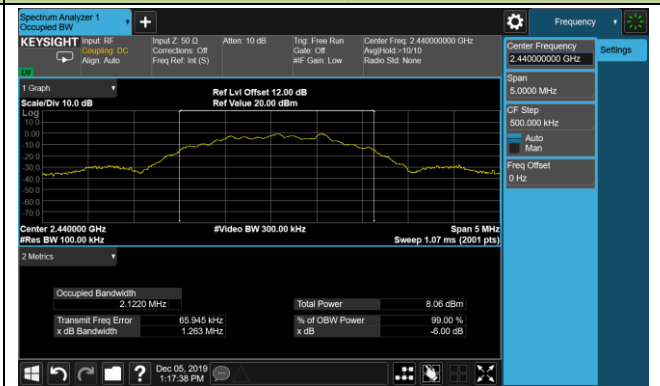 Spectrum Analyzer 1
Occupied BW
+
Frequency
KEYSIGHT
Input: RF
Coupling: DC
Align: Auto
Input Z: 50 Ω
Corrections: Off
Freq Ref: Int (S)
Atten: 10 dB
Trig: Free Run
Gate: Off
#IF Gain: Low
Center Freq: 2.440000000 GHz
Avg|Hold:>10/10
Radio Std: None
Center Frequency
2.440000000 GHz
Settings
Span
5.0000 MHz
CF Step
500.000 kHz
Auto
Man
Freq Offset
0 Hz
1 Graph
Scale/Div 10.0 dB
Ref Lvl Offset 12.00 dB
Ref Value 20.00 dBm
Log
10.0
0.00
-10.0
-20.0
-30.0
-40.0
-50.0
-60.0
-70.0
Center 2.440000 GHz
#Res BW 100.00 kHz
#Video BW 300.00 kHz
Span 5 MHz
Sweep 1.07 ms (2001 pts)
2 Metrics
Occupied Bandwidth
2.1220 MHz
Total Power 8.06 dBm
Transmit Freq Error 65.945 kHz
% of OBW Power 99.00 %
x dB Bandwidth 1.263 MHz
x dB -6.00 dB
?
Dec 05, 2019
1:17:38 PM